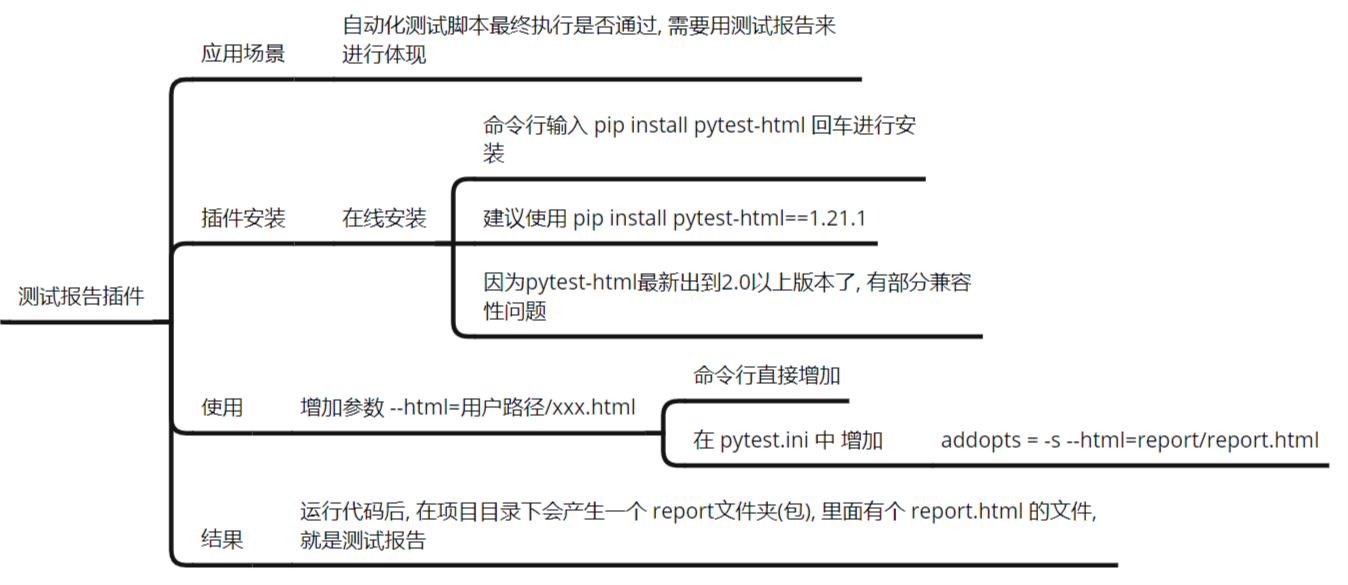 自动化测试脚本最终执行是否通过, 需要用测试报告来
进行体现
应用场景
命令行输入 pip install pytest-html 回车进行安
装
插件安装
在线安装
建议使用 pip install pytest-html==1.21.1
因为pytest-html最新出到2.0以上版本了, 有部分兼容
性问题
测试报告插件
命令行直接增加
使用
增加参数 --html=用户路径/xxx.html
在 pytest.ini 中 增加
addopts = -s --html=report/report.html
运行代码后, 在项目目录下会产生一个 report文件夹(包), 里面有个 report.html 的文件,
就是测试报告
结果